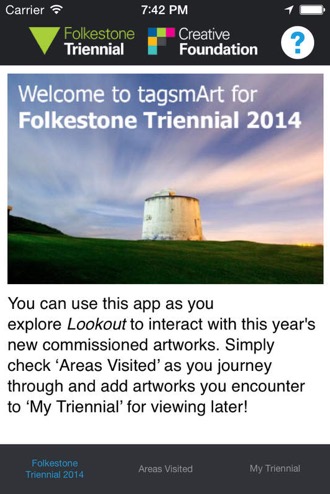 Carrier 7:42 PM
Folkestone
Triennial
Creative
Foundation
?
Welcome to tagsmArt for
Folkestone Triennial 2014
You can use this app as you
explore Lookout to interact with this year's
new commissioned artworks. Simply
check ‘Areas Visited’ as you journey
through and add artworks you encounter
to ‘My Triennial’ for viewing later!
Folkestone
Triennial 2014
Areas Visited
My Triennial